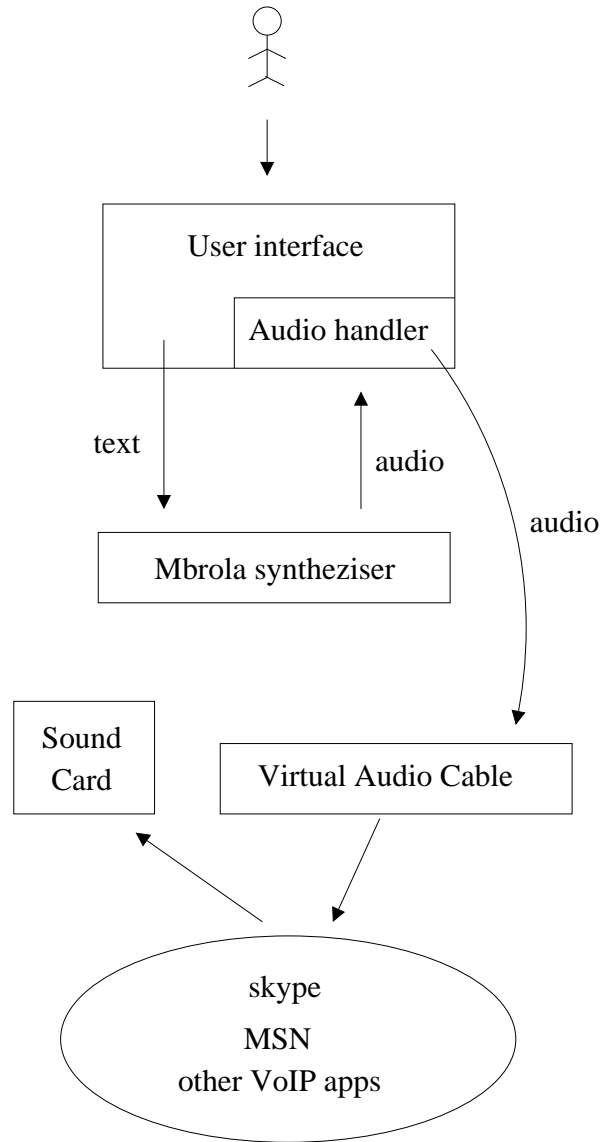 User interface
Audio handler
text
audio
audio
Mbrola syntheziser
Sound
Card
Virtual Audio Cable
skype
MSN
other VoIP apps